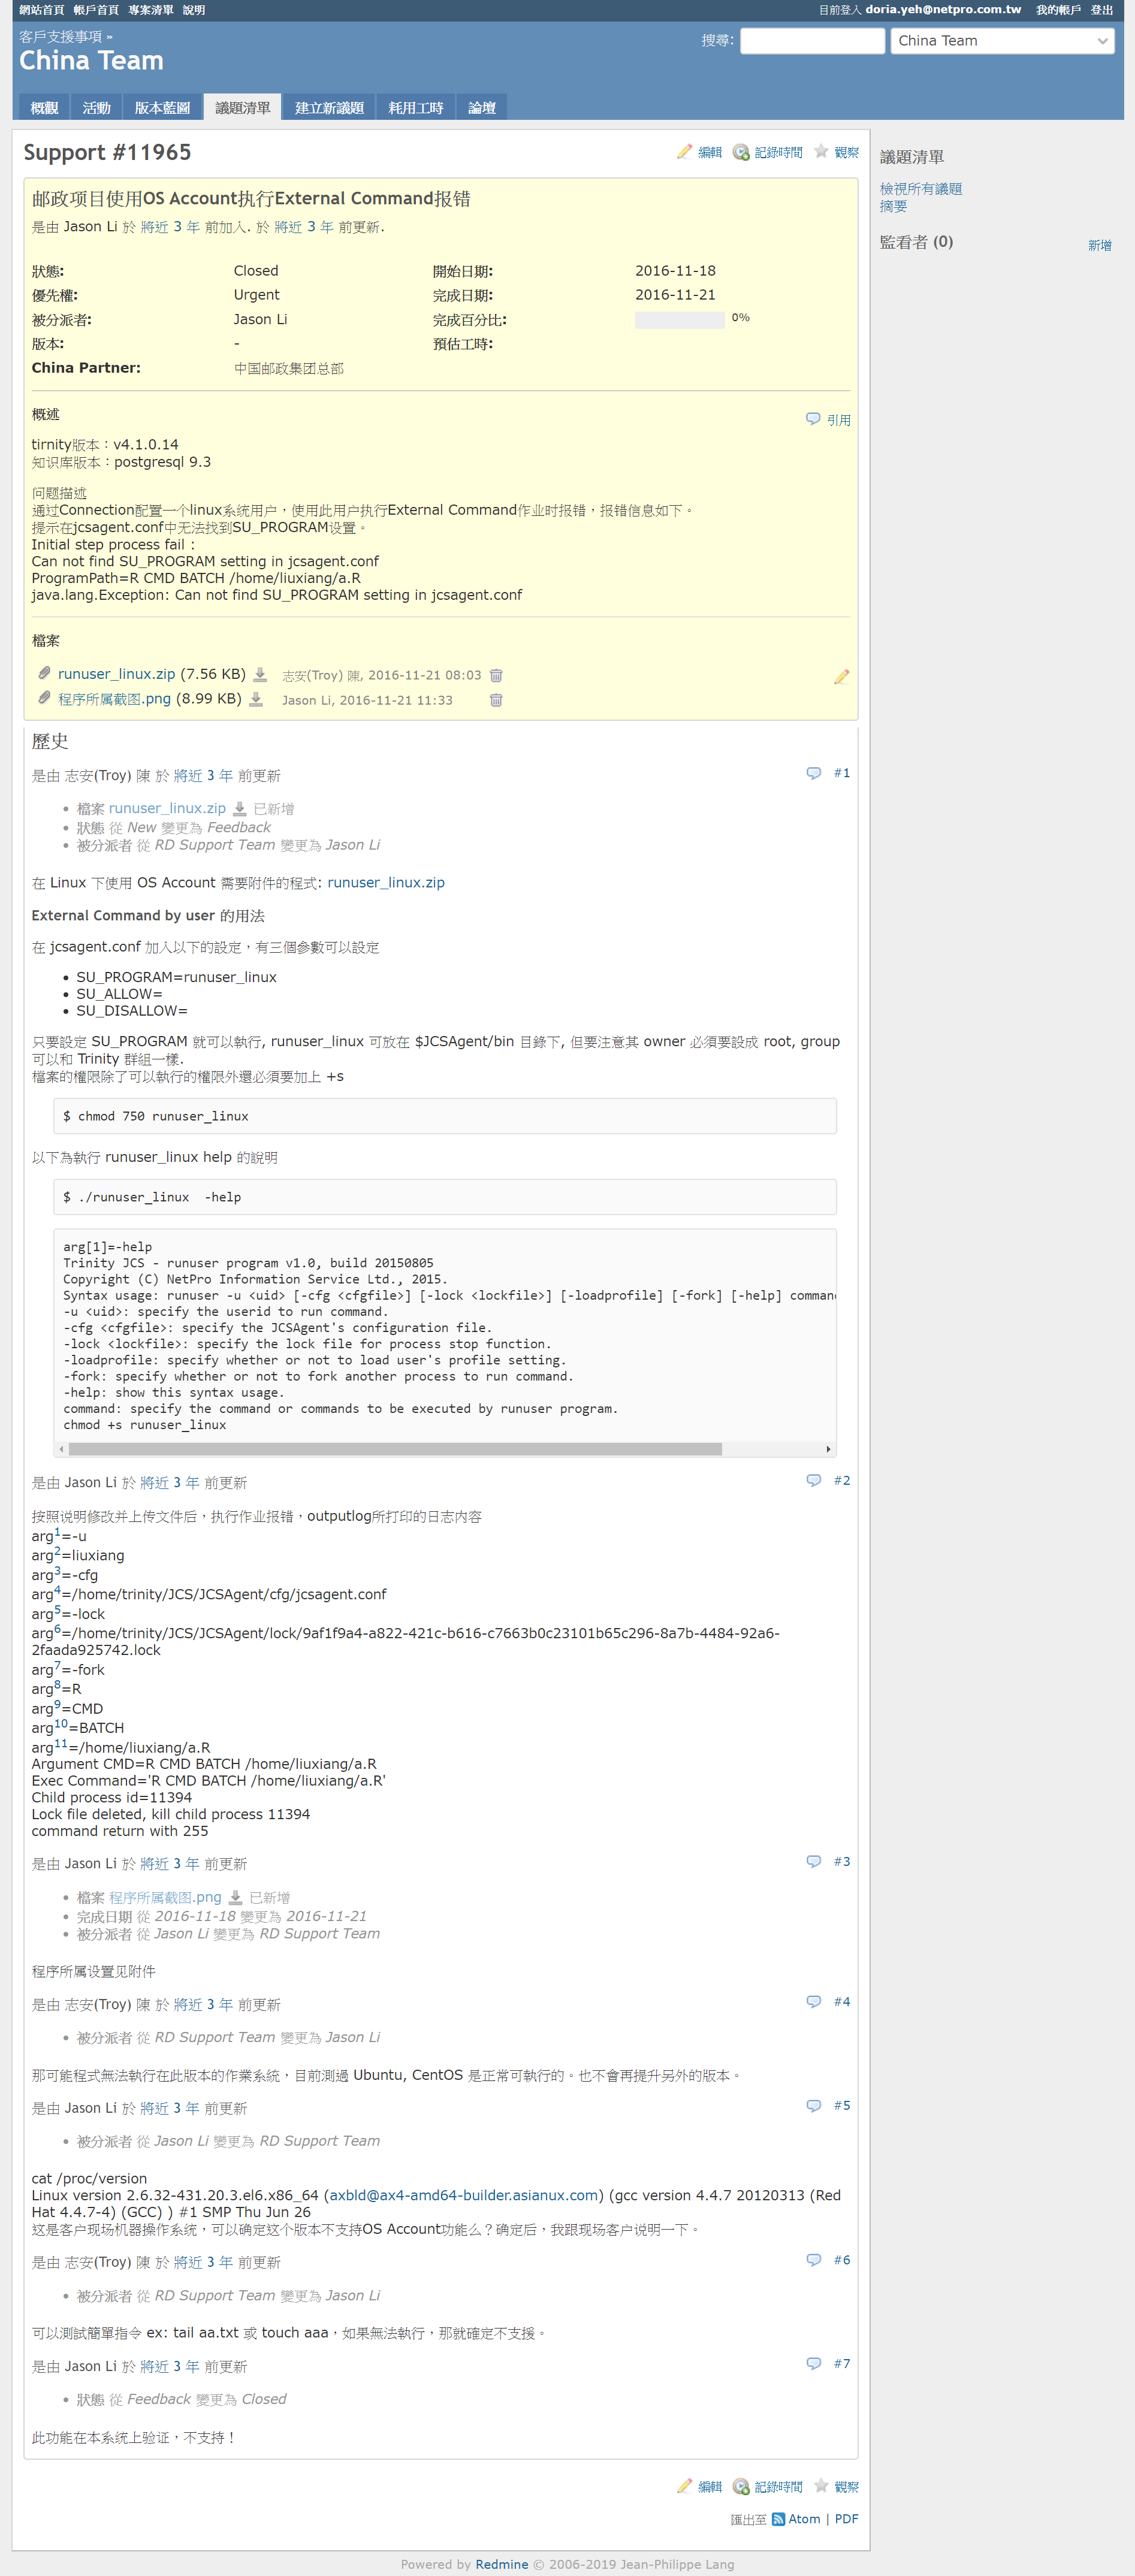 網站首頁 帳戶首頁 專案清單 說明
目前登入 doria.yeh@netpro.com.tw 我的帳戶 登出
客戶支援事項 »
China Team
搜尋: China Team
概觀 活動 版本藍圖 議題清單 建立新議題 耗用工時 論壇
Support #11965
編輯 記錄時間 觀察
邮政项目使用OS Account执行External Command报错
是由 Jason Li 於 將近 3 年 前加入. 於 將近 3 年 前更新.
狀態: Closed 開始日期: 2016-11-18
優先權: Urgent 完成日期: 2016-11-21
被分派者: Jason Li 完成百分比: 0%
版本: - 預估工時:
China Partner: 中国邮政集团总部
概述
引用
tirnity版本：v4.1.0.14
知识库版本：postgresql 9.3
问题描述
通过Connection配置一个linux系统用户，使用此用户执行External Command作业时报错，报错信息如下。
提示在jcsagent.conf中无法找到SU_PROGRAM设置。
Initial step process fail :
Can not find SU_PROGRAM setting in jcsagent.conf
ProgramPath=R CMD BATCH /home/liuxiang/a.R
java.lang.Exception: Can not find SU_PROGRAM setting in jcsagent.conf
檔案
runuser_linux.zip (7.56 KB) 志安(Troy) 陳, 2016-11-21 08:03
程序所属截图.png (8.99 KB) Jason Li, 2016-11-21 11:33
議題清單
檢視所有議題
摘要
監看者 (0) 新增
歷史
是由 志安(Troy) 陳 於 將近 3 年 前更新 #1
• 檔案 runuser_linux.zip 已新增
• 狀態 從 New 變更為 Feedback
• 被分派者 從 RD Support Team 變更為 Jason Li
在 Linux 下使用 OS Account 需要附件的程式: runuser_linux.zip
External Command by user 的用法
在 jcsagent.conf 加入以下的設定，有三個參數可以設定
• SU_PROGRAM=runuser_linux
• SU_ALLOW=
• SU_DISALLOW=
只要設定 SU_PROGRAM 就可以執行, runuser_linux 可放在 $JCSAgent/bin 目錄下, 但要注意其 owner 必須要設成 root, group
可以和 Trinity 群組一樣.
檔案的權限除了可以執行的權限外還必須要加上 +s
$ chmod 750 runuser_linux
以下為執行 runuser_linux help 的說明
$ ./runuser_linux  -help
arg[1]=-help
Trinity JCS - runuser program v1.0, build 20150805
Copyright (C) NetPro Information Service Ltd., 2015.
Syntax usage: runuser -u <uid> [-cfg <cfgfile>] [-lock <lockfile>] [-loadprofile] [-fork] [-help] comman
-u <uid>: specify the userid to run command.
-cfg <cfgfile>: specify the JCSAgent's configuration file.
-lock <lockfile>: specify the lock file for process stop function.
-loadprofile: specify whether or not to load user's profile setting.
-fork: specify whether or not to fork another process to run command.
-help: show this syntax usage.
command: specify the command or commands to be executed by runuser program.
chmod +s runuser_linux
是由 Jason Li 於 將近 3 年 前更新 #2
按照说明修改并上传文件后，执行作业报错，outputlog所打印的日志内容
arg1=-u
arg2=liuxiang
arg3=-cfg
arg4=/home/trinity/JCS/JCSAgent/cfg/jcsagent.conf
arg5=-lock
arg6=/home/trinity/JCS/JCSAgent/lock/9af1f9a4-a822-421c-b616-c7663b0c23101b65c296-8a7b-4484-92a6-
2faada925742.lock
arg7=-fork
arg8=R
arg9=CMD
arg10=BATCH
arg11=/home/liuxiang/a.R
Argument CMD=R CMD BATCH /home/liuxiang/a.R
Exec Command='R CMD BATCH /home/liuxiang/a.R'
Child process id=11394
Lock file deleted, kill child process 11394
command return with 255
是由 Jason Li 於 將近 3 年 前更新 #3
• 檔案 程序所属截图.png 已新增
• 完成日期 從 2016-11-18 變更為 2016-11-21
• 被分派者 從 Jason Li 變更為 RD Support Team
程序所属设置见附件
是由 志安(Troy) 陳 於 將近 3 年 前更新 #4
• 被分派者 從 RD Support Team 變更為 Jason Li
那可能程式無法執行在此版本的作業系統，目前測過 Ubuntu, CentOS 是正常可執行的。也不會再提升另外的版本。
是由 Jason Li 於 將近 3 年 前更新 #5
• 被分派者 從 Jason Li 變更為 RD Support Team
cat /proc/version
Linux version 2.6.32-431.20.3.el6.x86_64 (axbld@ax4-amd64-builder.asianux.com) (gcc version 4.4.7 20120313 (Red
Hat 4.4.7-4) (GCC) ) #1 SMP Thu Jun 26
这是客户现场机器操作系统，可以确定这个版本不支持OS Account功能么？确定后，我跟现场客户说明一下。
是由 志安(Troy) 陳 於 將近 3 年 前更新 #6
• 被分派者 從 RD Support Team 變更為 Jason Li
可以測試簡單指令 ex: tail aa.txt 或 touch aaa，如果無法執行，那就確定不支援。
是由 Jason Li 於 將近 3 年 前更新 #7
• 狀態 從 Feedback 變更為 Closed
此功能在本系统上验证，不支持！
編輯 記錄時間 觀察
匯出至 Atom | PDF
Powered by Redmine © 2006-2019 Jean-Philippe Lang